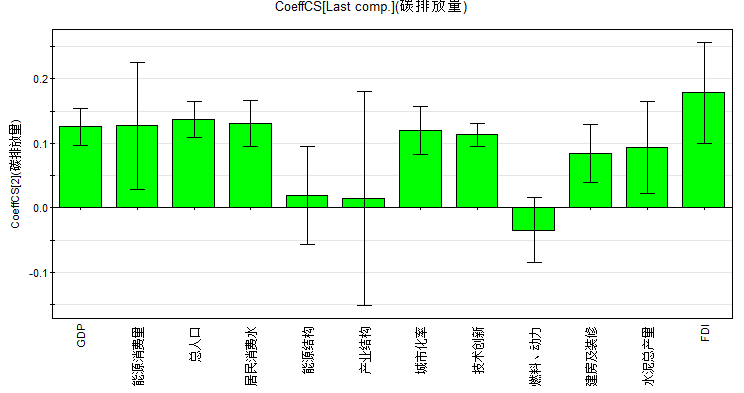 CoeffCS[Last comp.](碳排放量)
CoeffCS[2](碳排放量)
0.2
0.1
0.0
-0.1
GDP
能源消费量
总人口
居民消费水
能源结构
产业结构
城市化率
技术创新
燃料、动力
建房及装修
水泥总产量
FDI